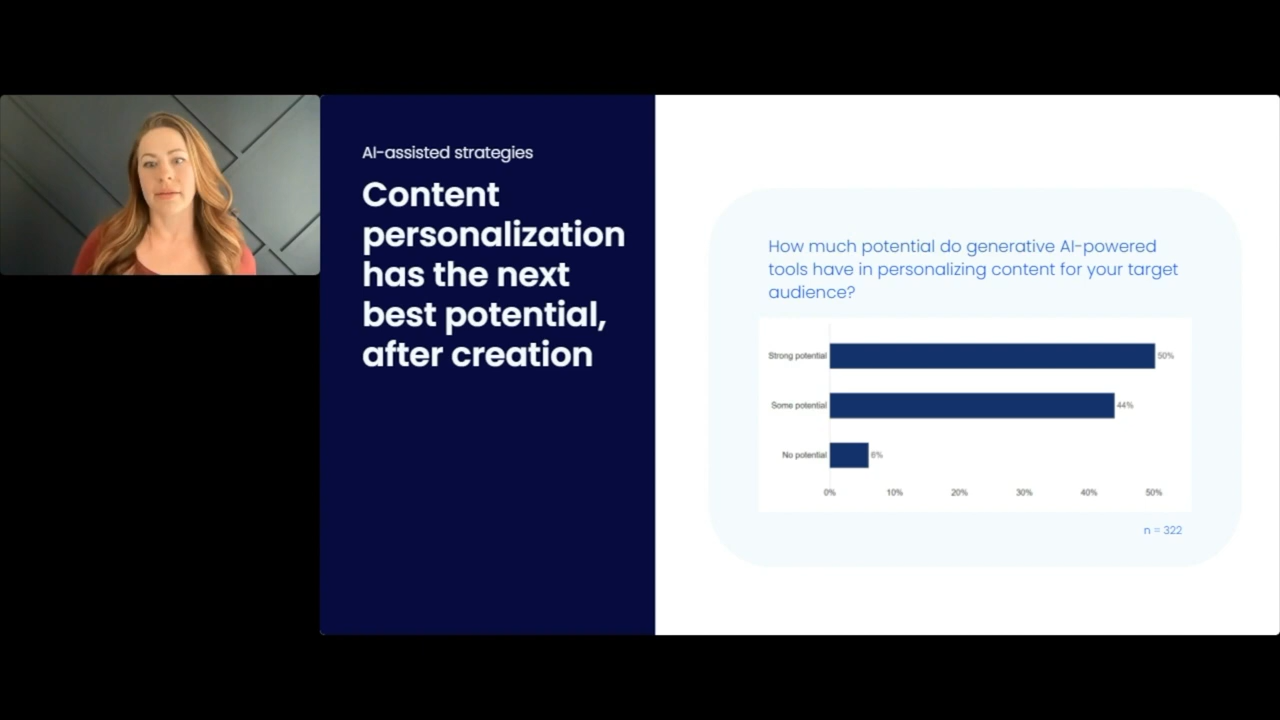 AI-assisted strategies
Content
personalization
has the next
best potential,
after creation
How much potential do generative AI-powered
tools have in personalizing content for your target
audience?
Strong potential 50%
Some potential 44%
No potential 6%
0% 10% 20% 30% 40% 50%
n = 322